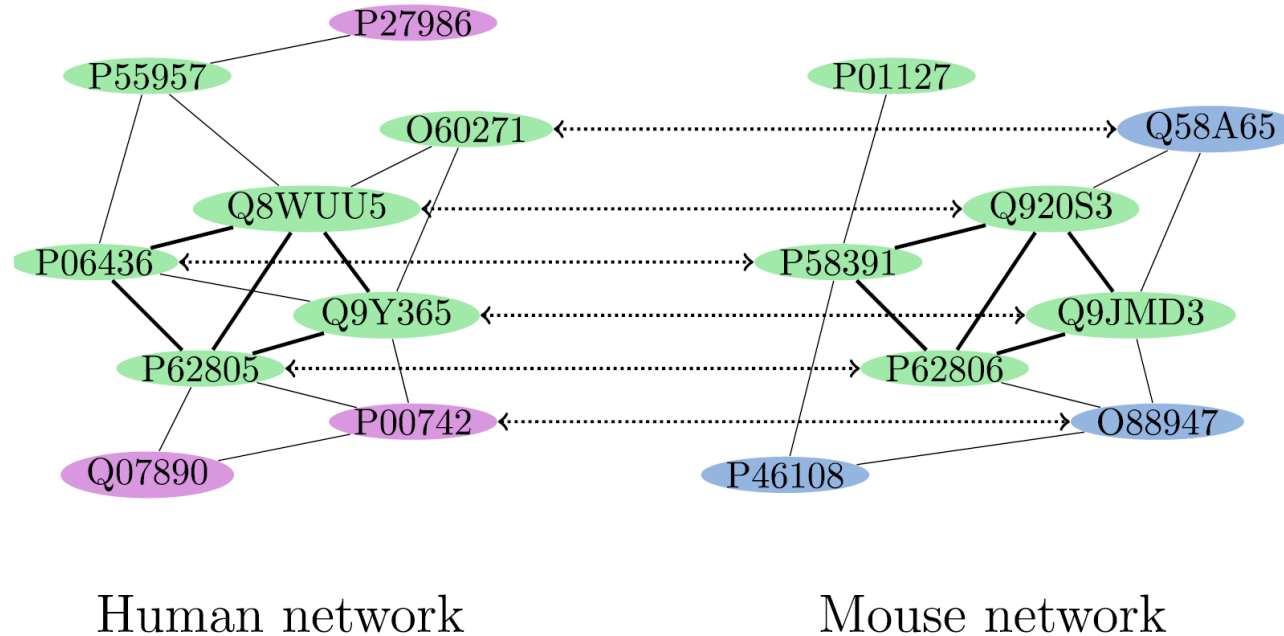 P27986
P55957
P01127
O60271
Q58A65
Q8WUU5
Q920S3
P06436
P58391
Q9Y365
Q9JMD3
P62805
P62806
P00742
O88947
Q07890
P46108
Human network
Mouse network